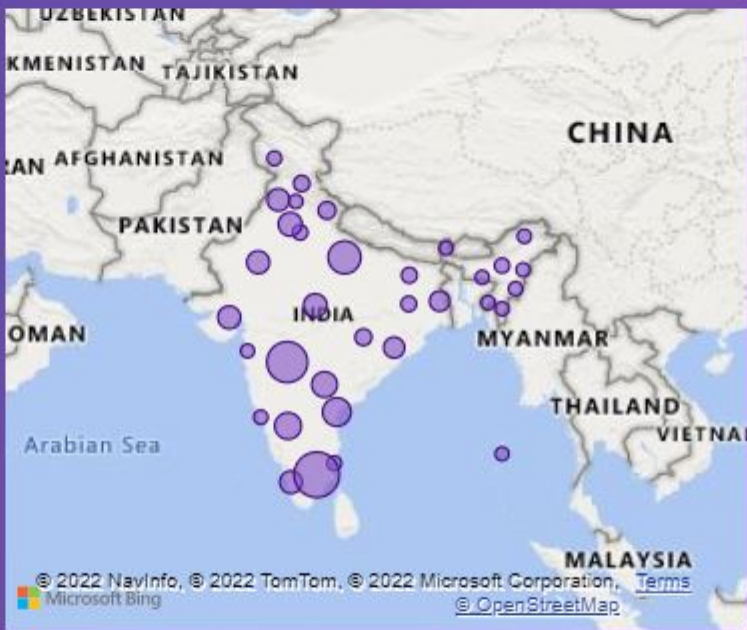 UZBEKISTAN
KMENISTAN
TAJIKISTAN
CHINA
RAN
AFGHANISTAN
PAKISTAN
INDIA
OMAN
MYANMAR
THAILAND
VIETNA
Arabian Sea
MALAYSIA
© 2022 NavInfo, © 2022 TomTom, © 2022 Microsoft Corporation, Terms
Microsoft Bing
© OpenStreetMap